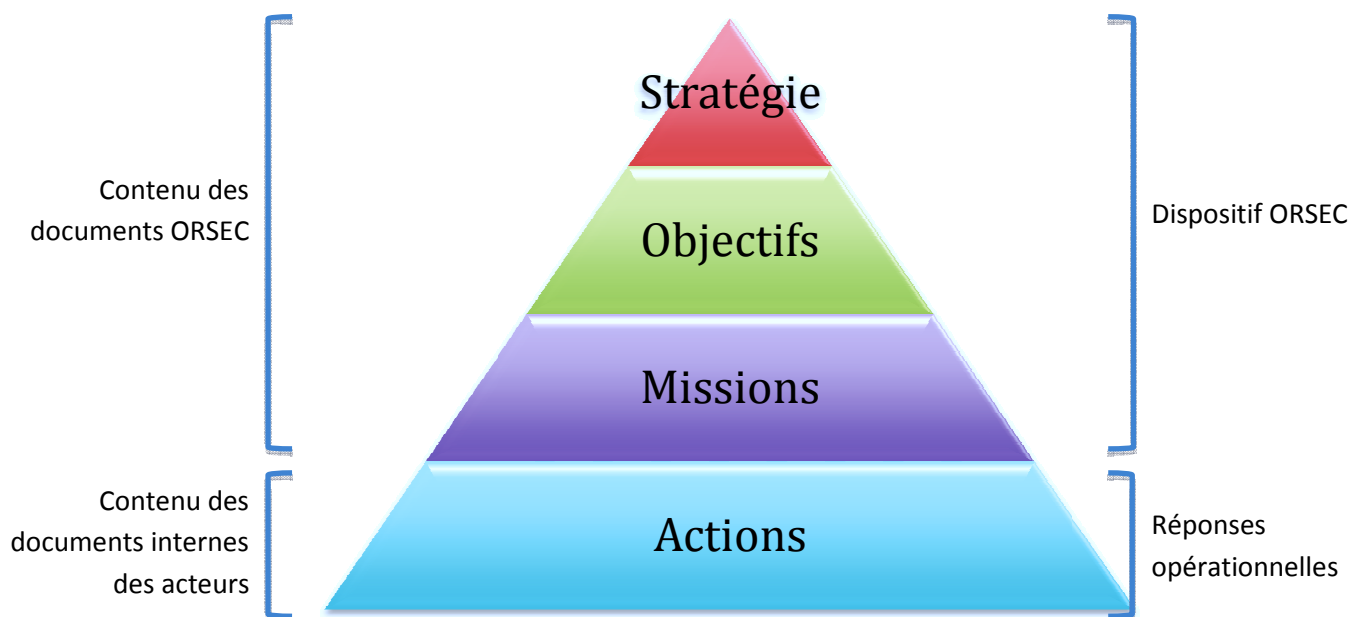 Stratégie
Contenu des
documents ORSEC
Dispositif ORSEC
Objectifs
Missions
Contenu des
documents internes
des acteurs
Actions
Réponses
opérationnelles